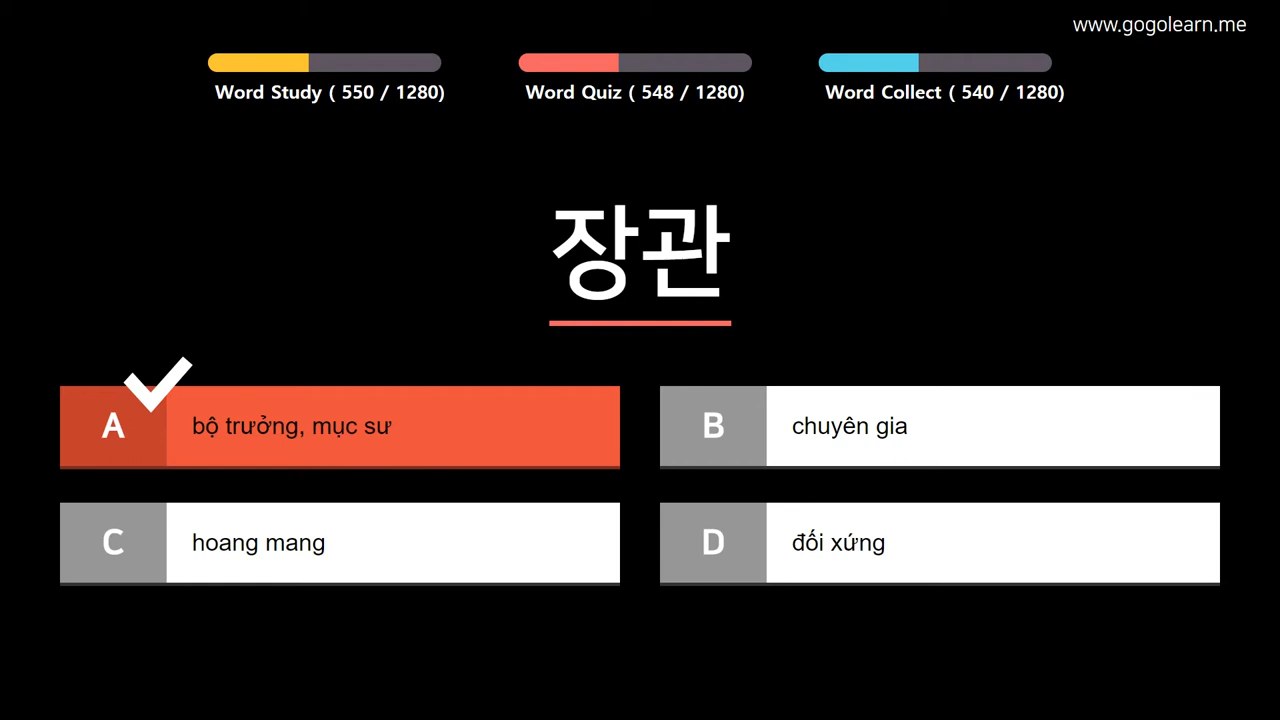 www.gogolearn.me
Word Study ( 550 / 1280)
Word Quiz ( 548 / 1280)
Word Collect ( 540 / 1280)
장관
A bộ trưởng, mục sư
B chuyên gia
C hoang mang
D đối xứng